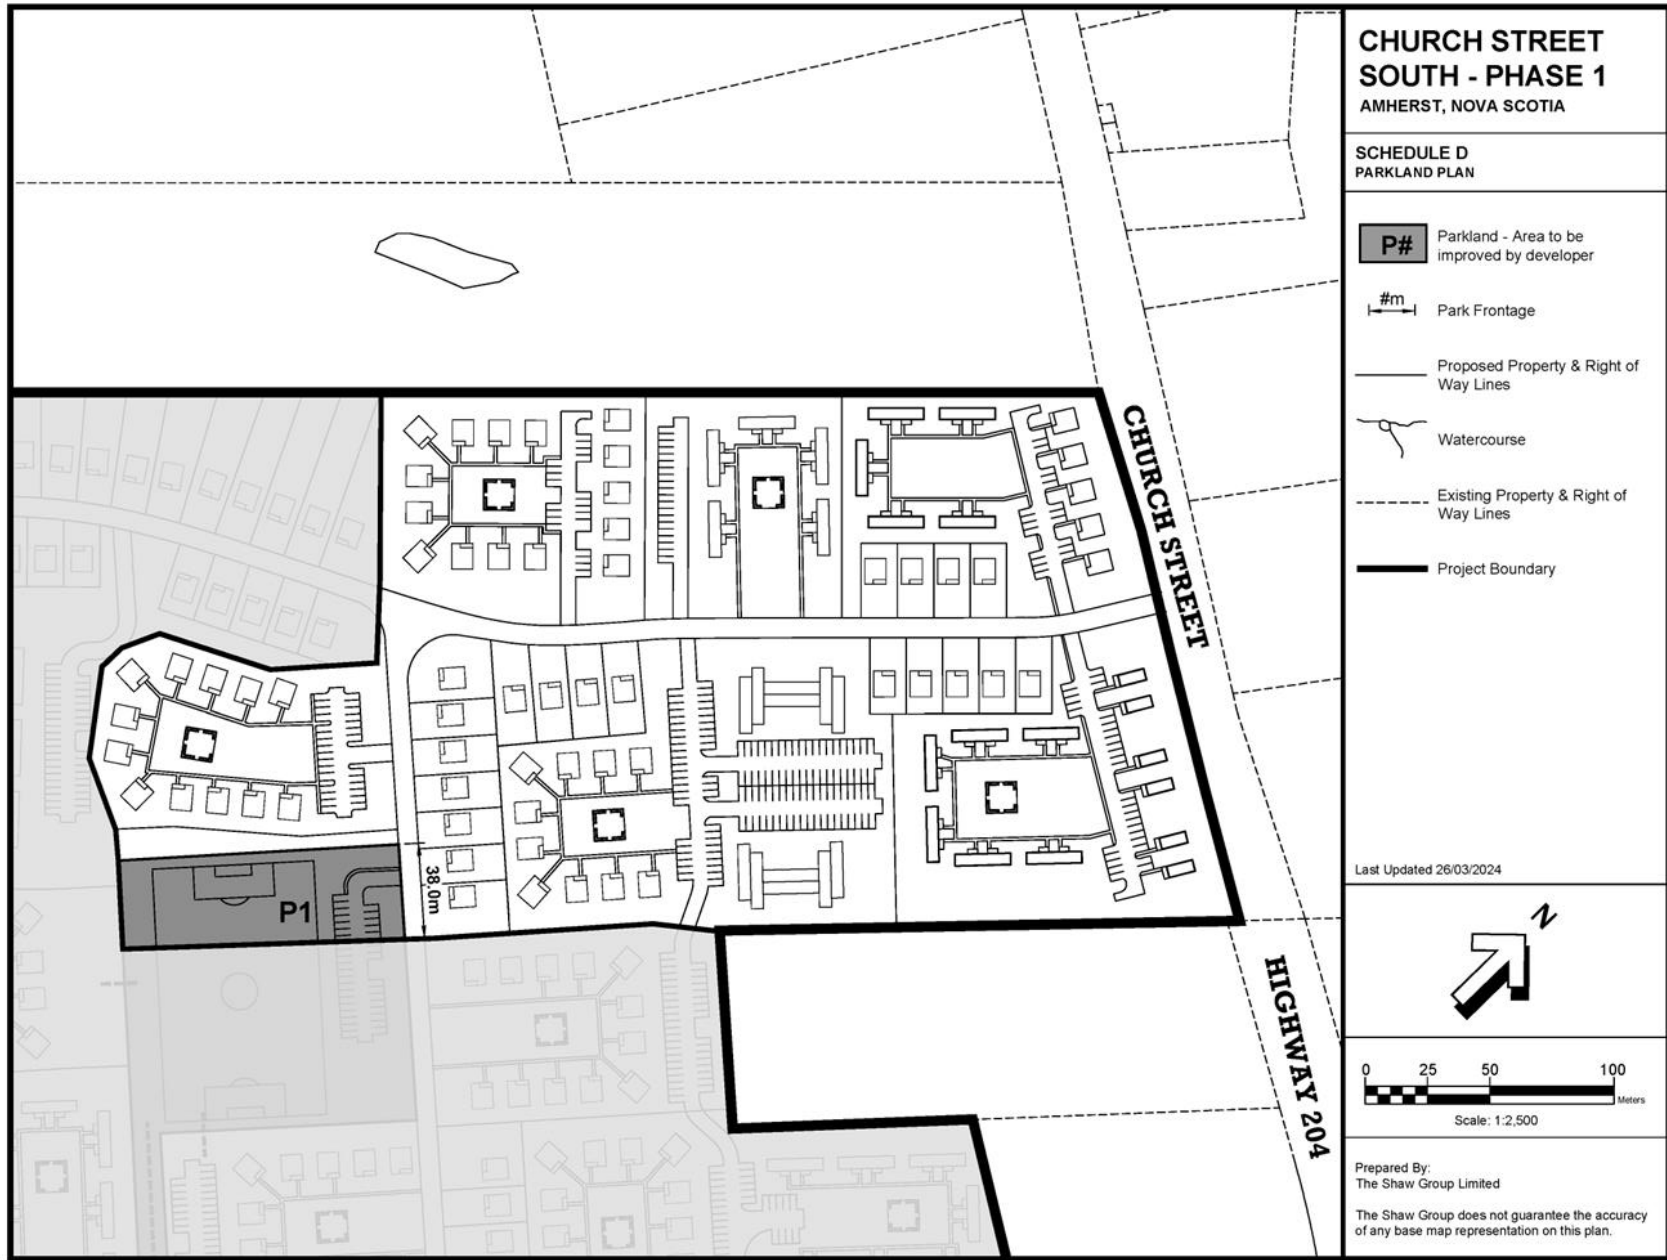 CHURCH STREET
SOUTH - PHASE 1
AMHERST, NOVA SCOTIA
SCHEDULE D
PARKLAND PLAN
P#
Parkland - Area to be
improved by developer
#m
Park Frontage
Proposed Property & Right of
Way Lines
Watercourse
Existing Property & Right of
Way Lines
Project Boundary
Last Updated 26/03/2024
N
0 25 50 100
Meters
Scale: 1:2,500
Prepared By:
The Shaw Group Limited
The Shaw Group does not guarantee the accuracy
of any base map representation on this plan.
CHURCH STREET
38.0m
P1
HIGHWAY 204